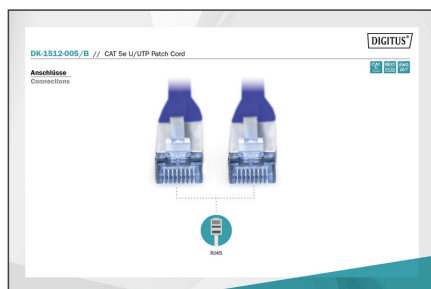 DIGITUS®
DK-1512-005/B // CAT 5e U/UTP Patch Cord
Anschlüsse
Connections
RJ45